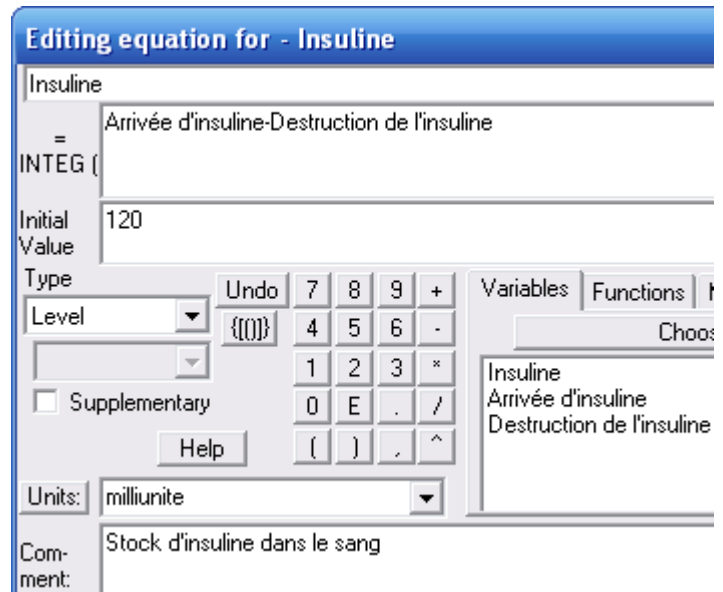 Editing equation for - Insuline
Insuline
=
INTEG (
Arrivée d'insuline-Destruction de l'insuline
Initial
Value
120
Type
Level
Supplementary
Help
Undo 7 8 9 +
{[()]} 4 5 6 -
1 2 3 *
0 E . /
( ) , ^
Variables Functions
Choos
Insuline
Arrivée d'insuline
Destruction de l'insuline
Units: milliunite
Com-
ment:
Stock d'insuline dans le sang